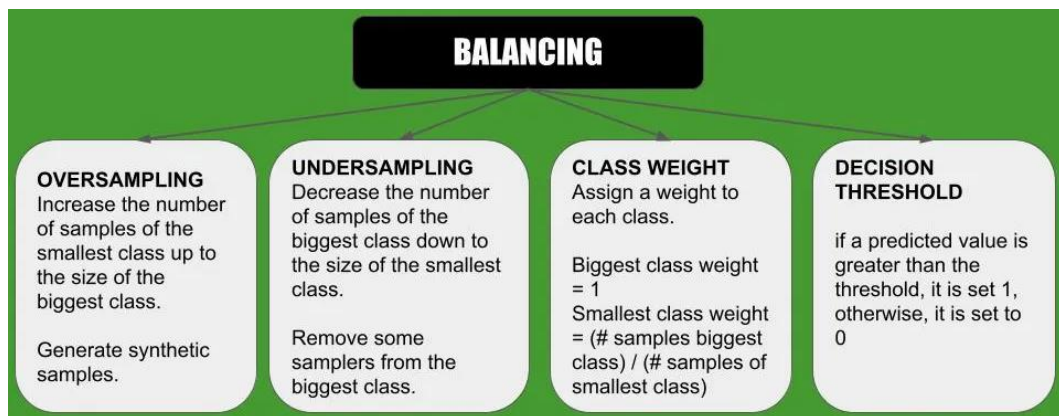 BALANCING
OVERSAMPLING
Increase the number
of samples of the
smallest class up to
the size of the
biggest class.
Generate synthetic
samples.
UNDERSAMPLING
Decrease the number
of samples of the
biggest class down to
the size of the smallest
class.
Remove some
samplers from the
biggest class.
CLASS WEIGHT
Assign a weight to
each class.
Biggest class weight
= 1
Smallest class weight
= (# samples biggest
class) / (# samples of
smallest class)
DECISION
THRESHOLD
if a predicted value is
greater than the
threshold, it is set 1,
otherwise, it is set to
0